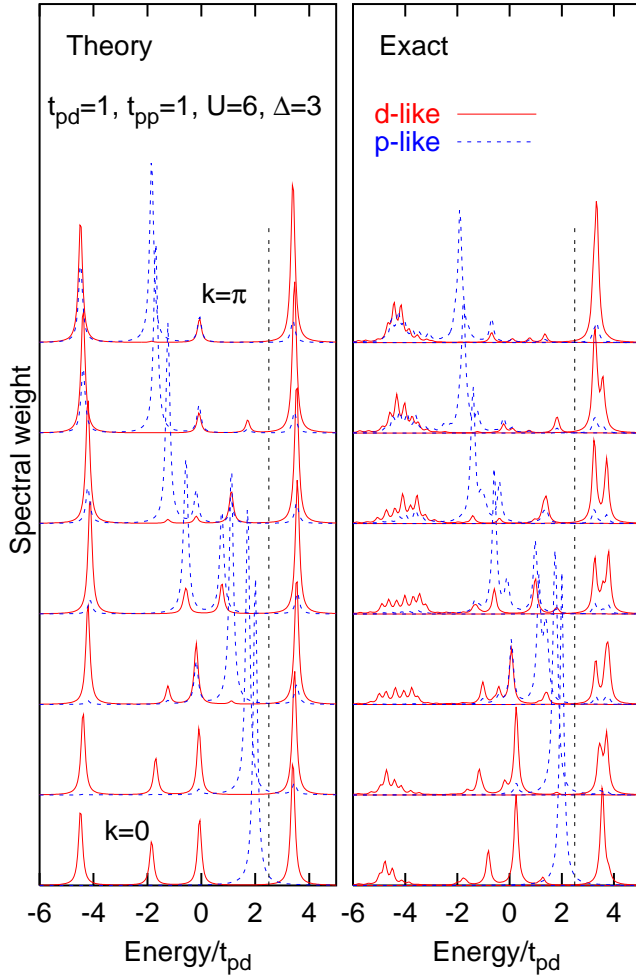 Theory
Exact
t_pd=1, t_pp=1, U=6, Δ=3
d-like
p-like
k=π
Spectral weight
k=0
-6 -4 -2 0 2 4
-6 -4 -2 0 2 4
Energy/t_pd
Energy/t_pd